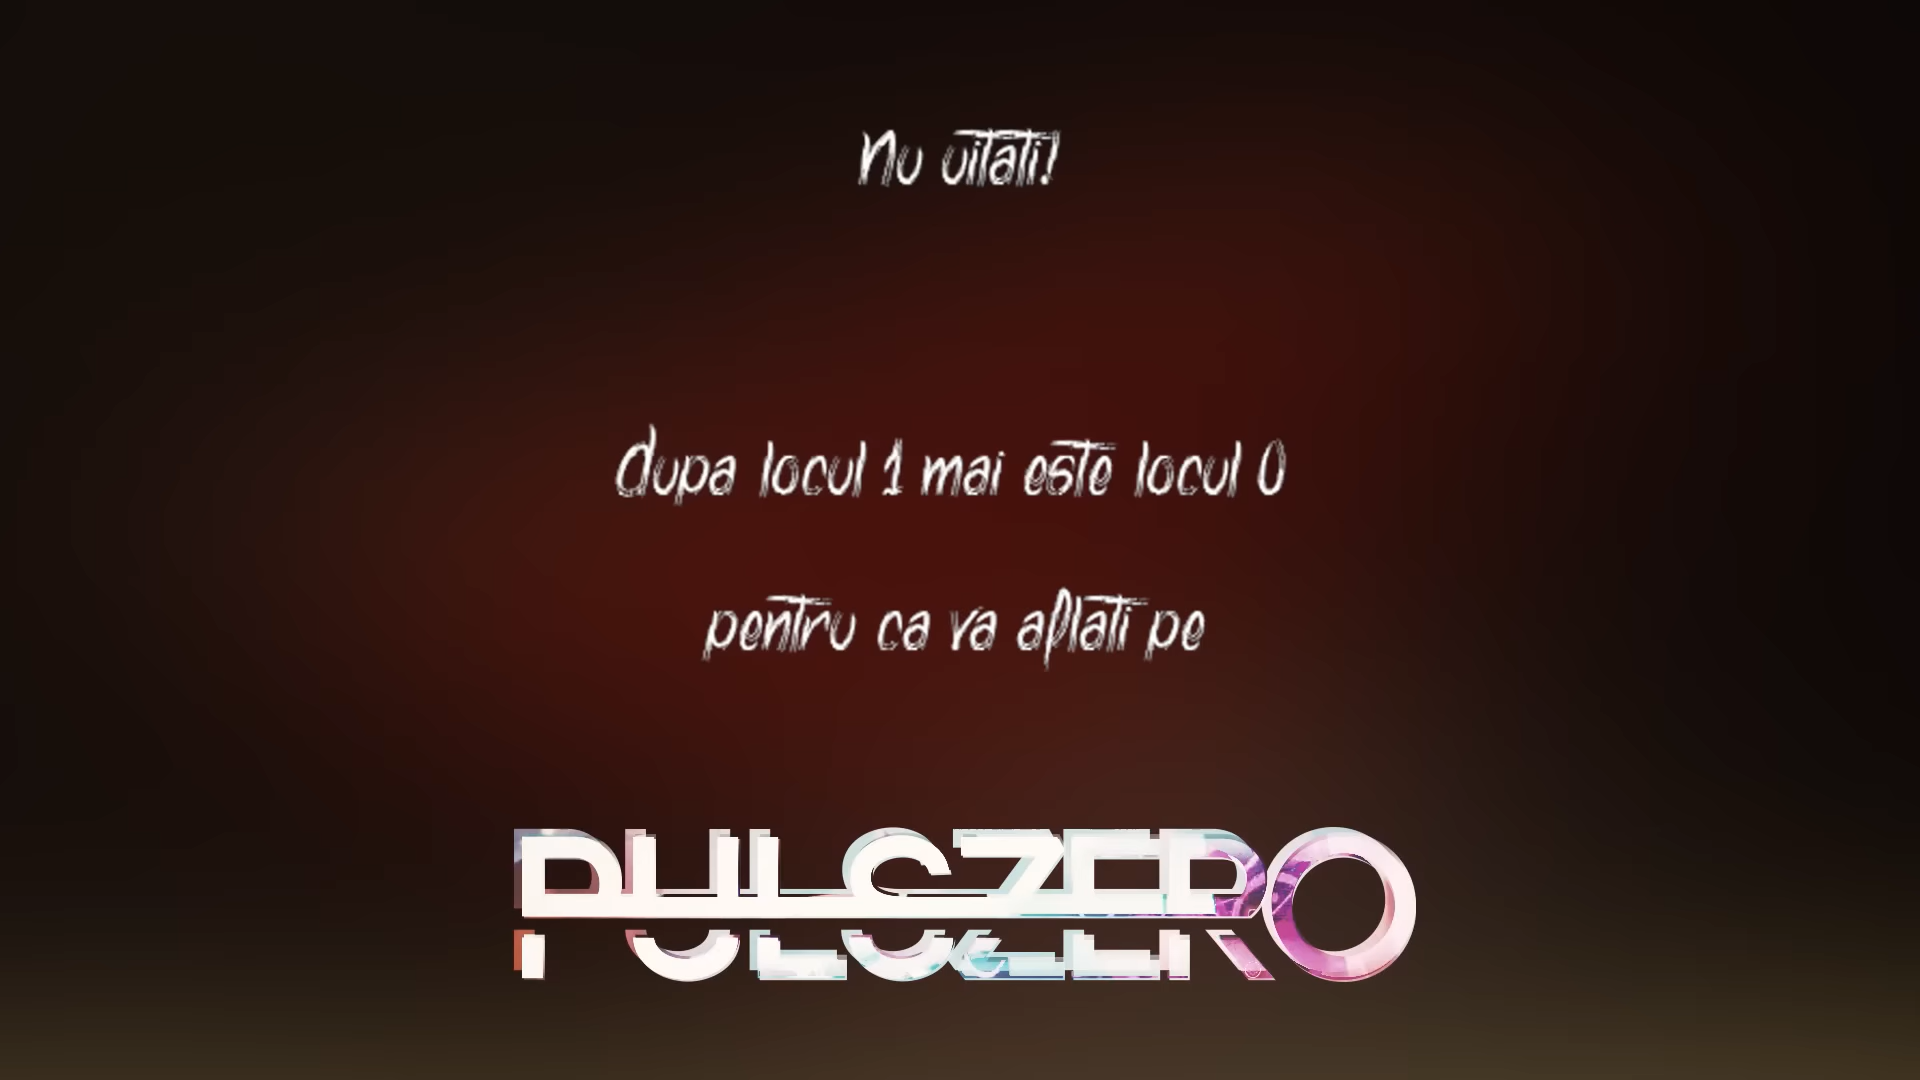 Nu uitati!
dupa locul 1 mai este locul 0
pentru ca va aflati pe
PULSZERO